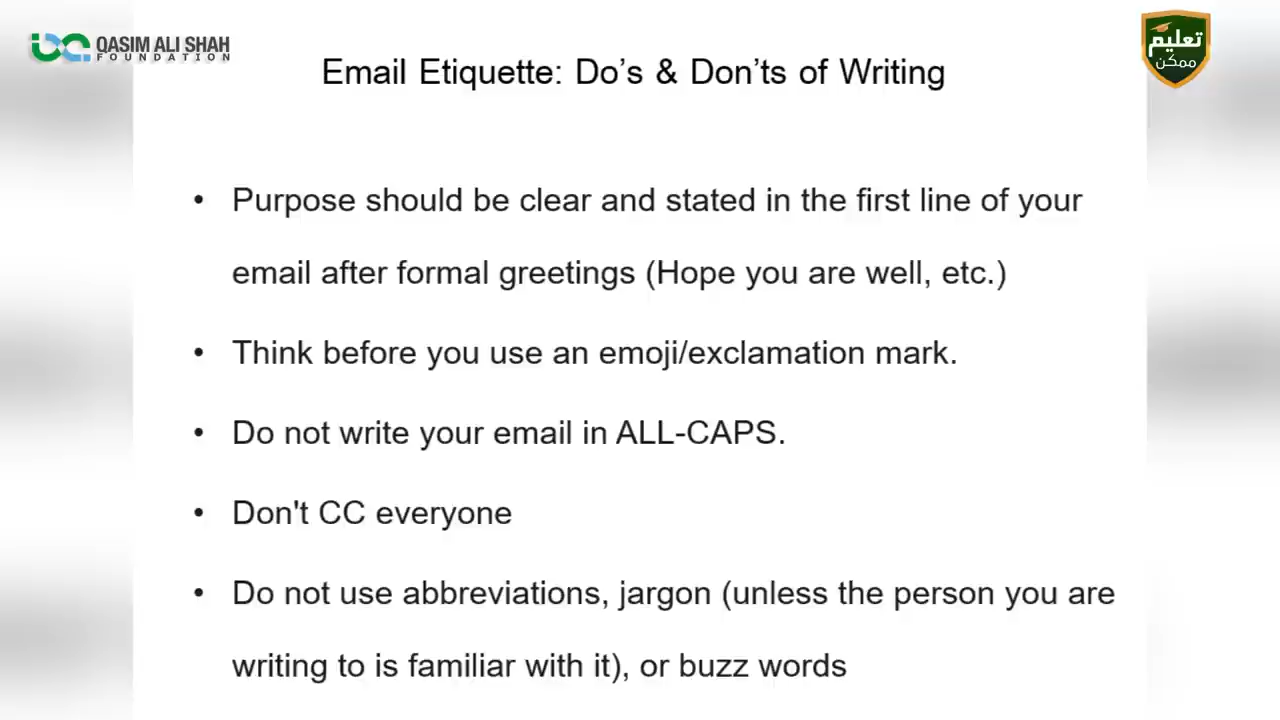 QASIM ALI SHAH
FOUNDATION
تعلیم
ممکن
Email Etiquette: Do’s & Don’ts of Writing
• Purpose should be clear and stated in the first line of your
email after formal greetings (Hope you are well, etc.)
• Think before you use an emoji/exclamation mark.
• Do not write your email in ALL-CAPS.
• Don't CC everyone
• Do not use abbreviations, jargon (unless the person you are
writing to is familiar with it), or buzz words